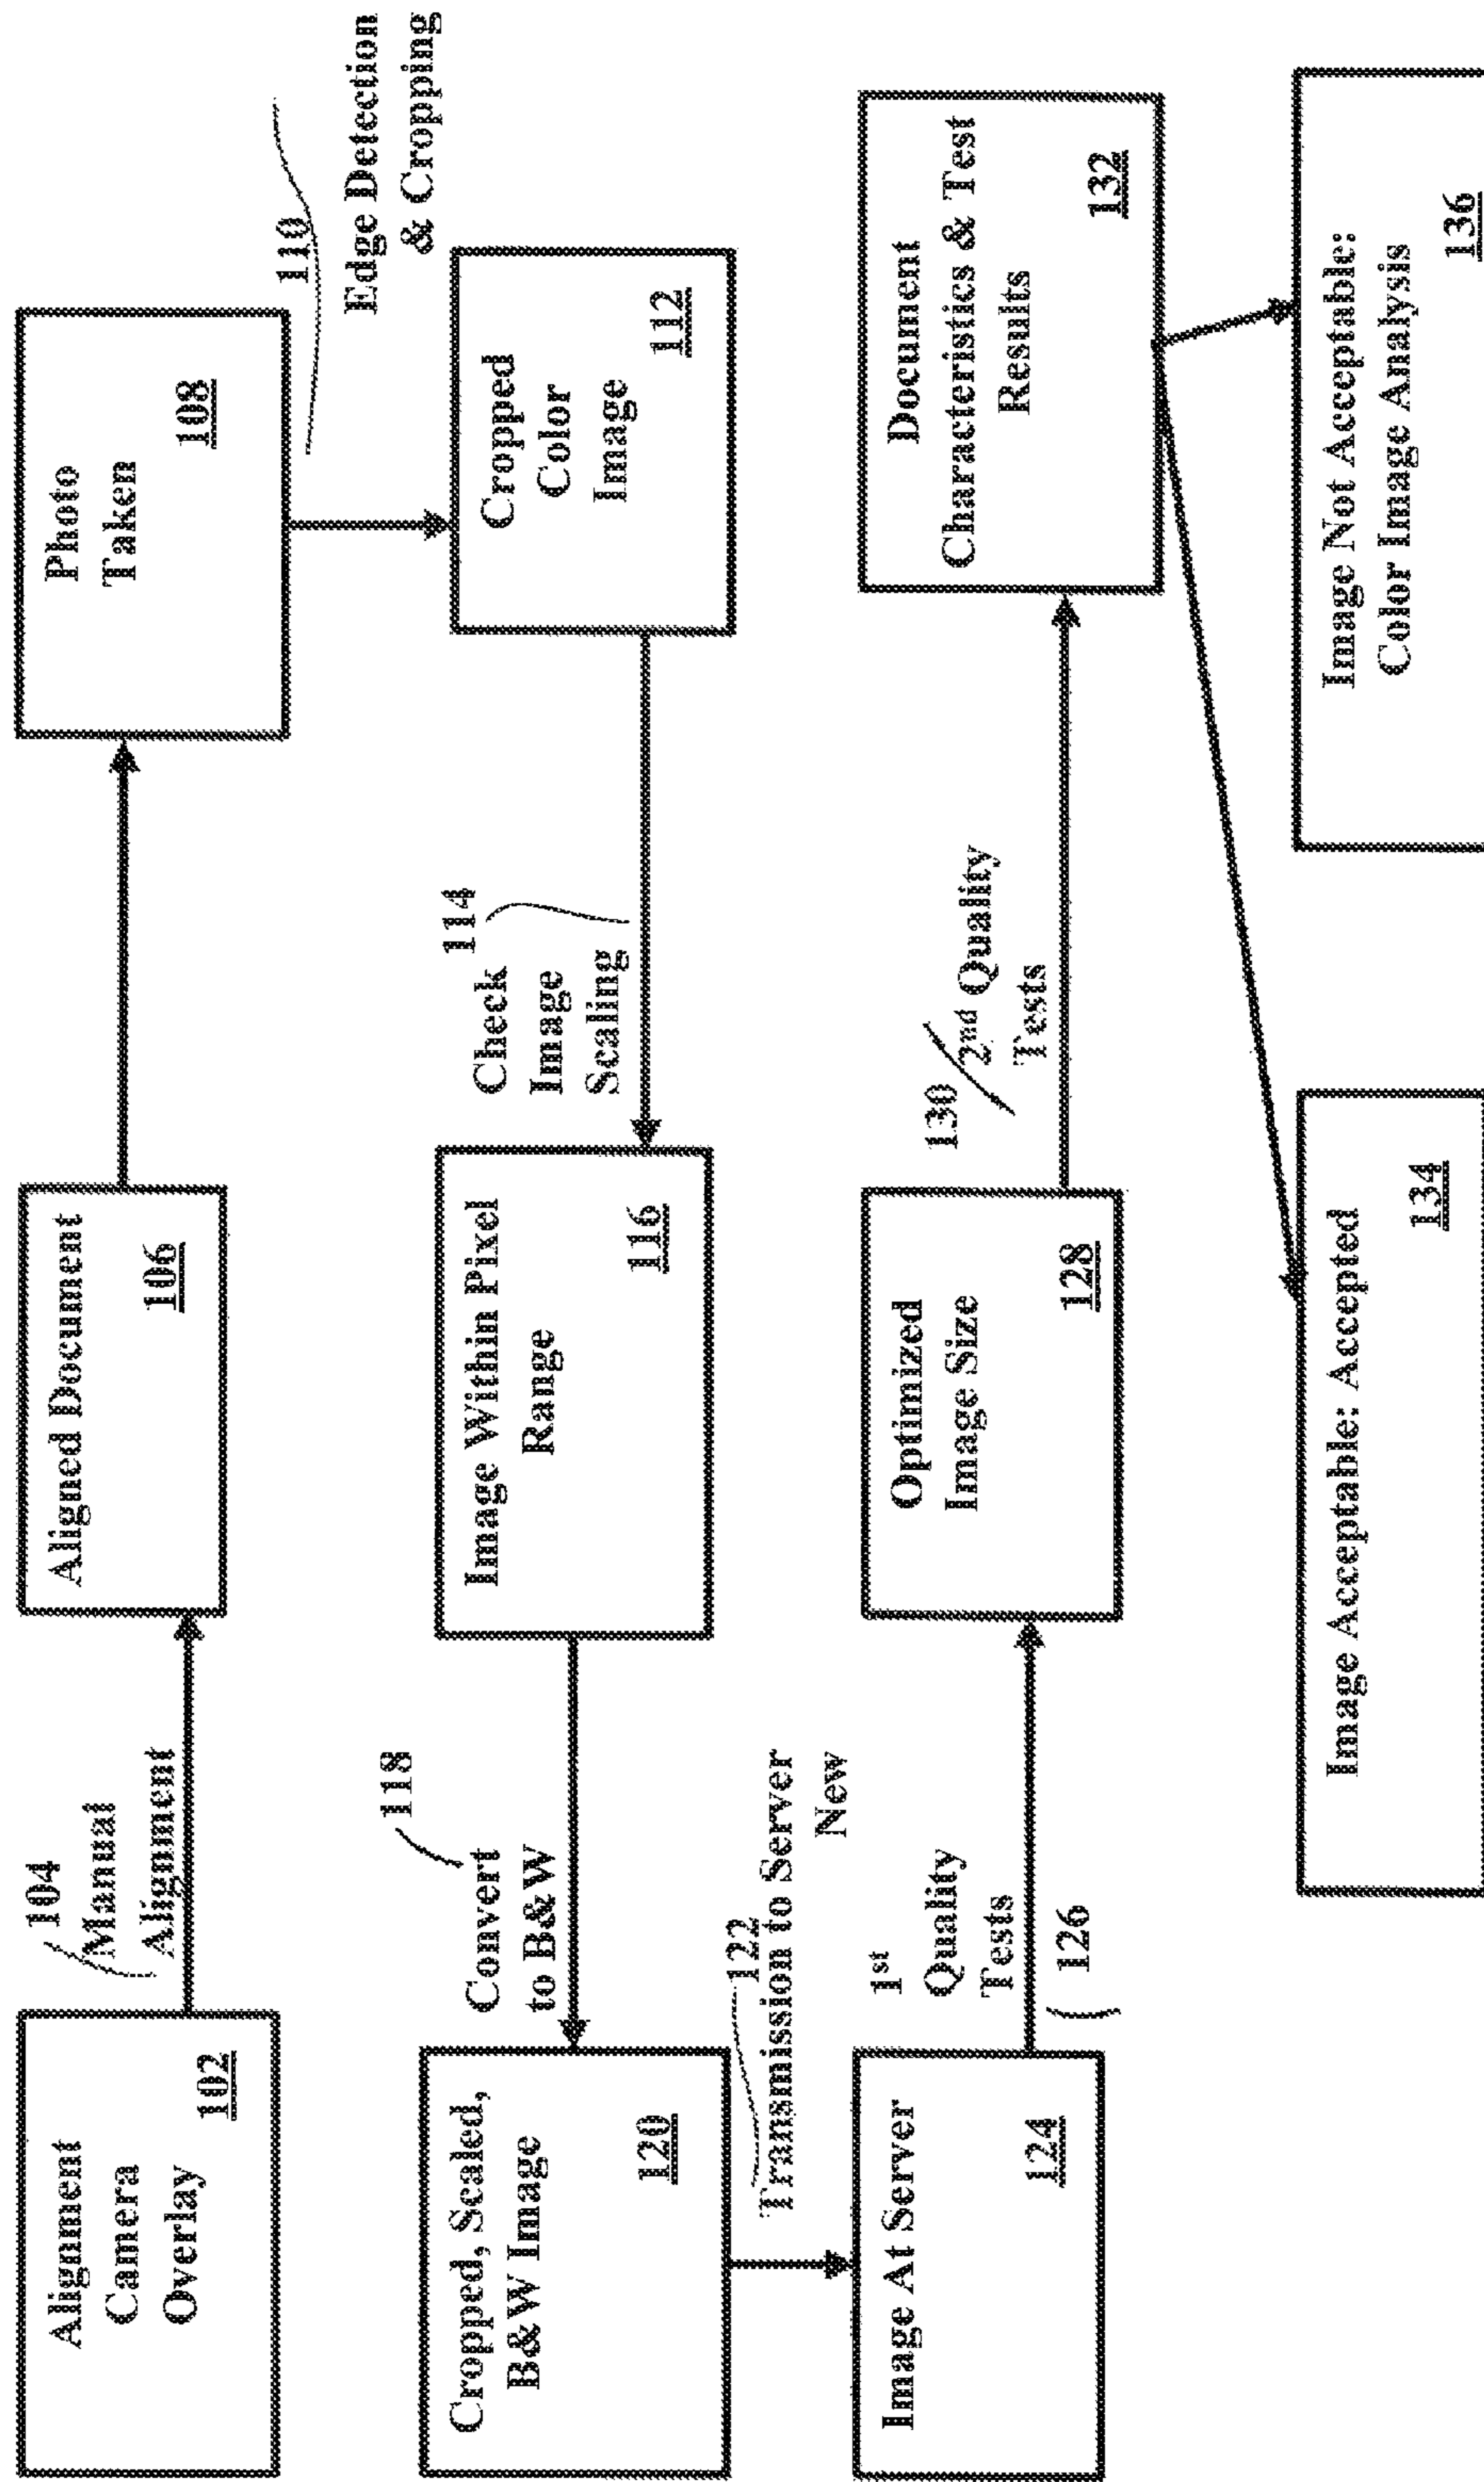 Alignment
Camera
Overlay
102
104
Manual
Alignment
Aligned Document
106
Photo
Taken
108
110
Edge Detection
& Cropping
Cropped
Color
Image
112
114
Check
Image
Scaling
Image Within Pixel
Range
116
118
Convert
to B&W
Cropped, Scaled,
B&W Image
120
122
Transmission to Server
New
Image At Server
124
1st
Quality
Tests
126
Optimized
Image Size
128
130
2nd Quality
Tests
Document
Characteristics & Test
Results
132
Image Acceptable: Accepted
134
Image Not Acceptable:
Color Image Analysis
136